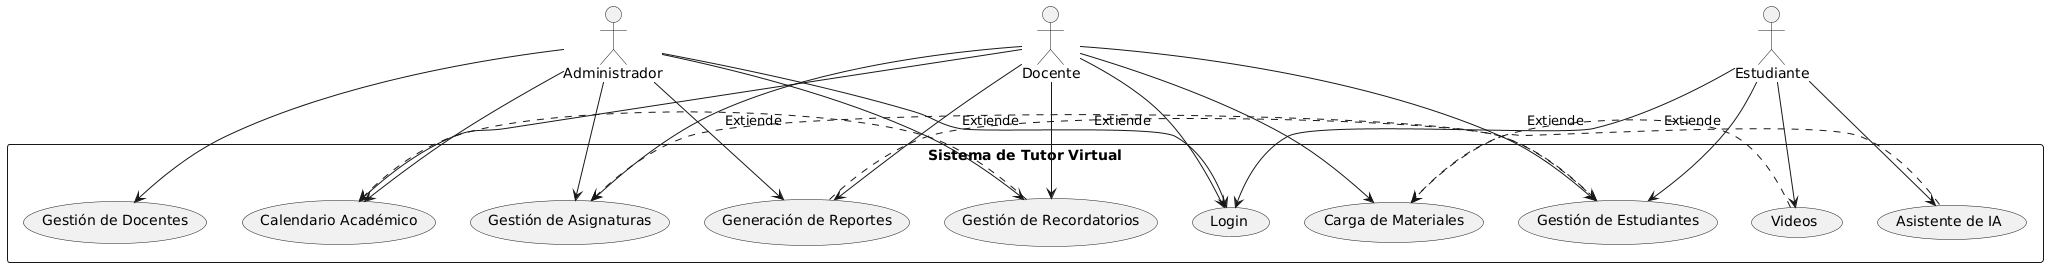 Administrador
Docente
Estudiante
Extiende
Extiende
Extiende
Extiende
Extiende
Sistema de Tutor Virtual
Gestión de Docentes
Calendario Académico
Gestión de Asignaturas
Generación de Reportes
Gestión de Recordatorios
Login
Carga de Materiales
Gestión de Estudiantes
Videos
Asistente de IA